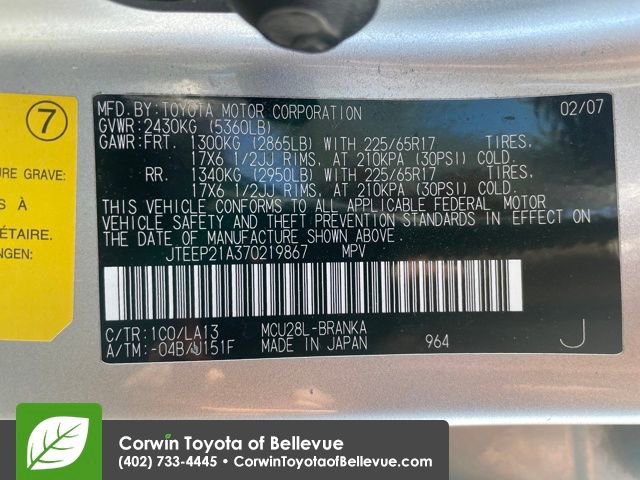 7
URE GRAVE:
S À
ÉTAIRE.
NGEN:
MFD. BY: TOYOTA MOTOR CORPORATION 02/07
GVWR: 2430KG (5360LB)
GAWR: FRT. 1300KG (2865LB) WITH 225/65R17 TIRES.
17X6 1/2JJ RIMS, AT 210KPA (30PSI) COLD.
RR. 1340KG (2950LB) WITH 225/65R17 TIRES.
17X6 1/2JJ RIMS, AT 210KPA (30PSI) COLD.
THIS VEHICLE CONFORMS TO ALL APPLICABLE FEDERAL MOTOR
VEHICLE SAFETY AND THEFT PREVENTION STANDARDS IN EFFECT ON
THE DATE OF MANUFACTURE SHOWN ABOVE.
JTEEP21A370219867 MPV
C/TR: 1C0/LA13 MCU28L-BRANKA
A/TM: -04B/U151F MADE IN JAPAN 964 J
Corwin Toyota of Bellevue
(402) 733-4445 • CorwinToyotaofBellevue.com